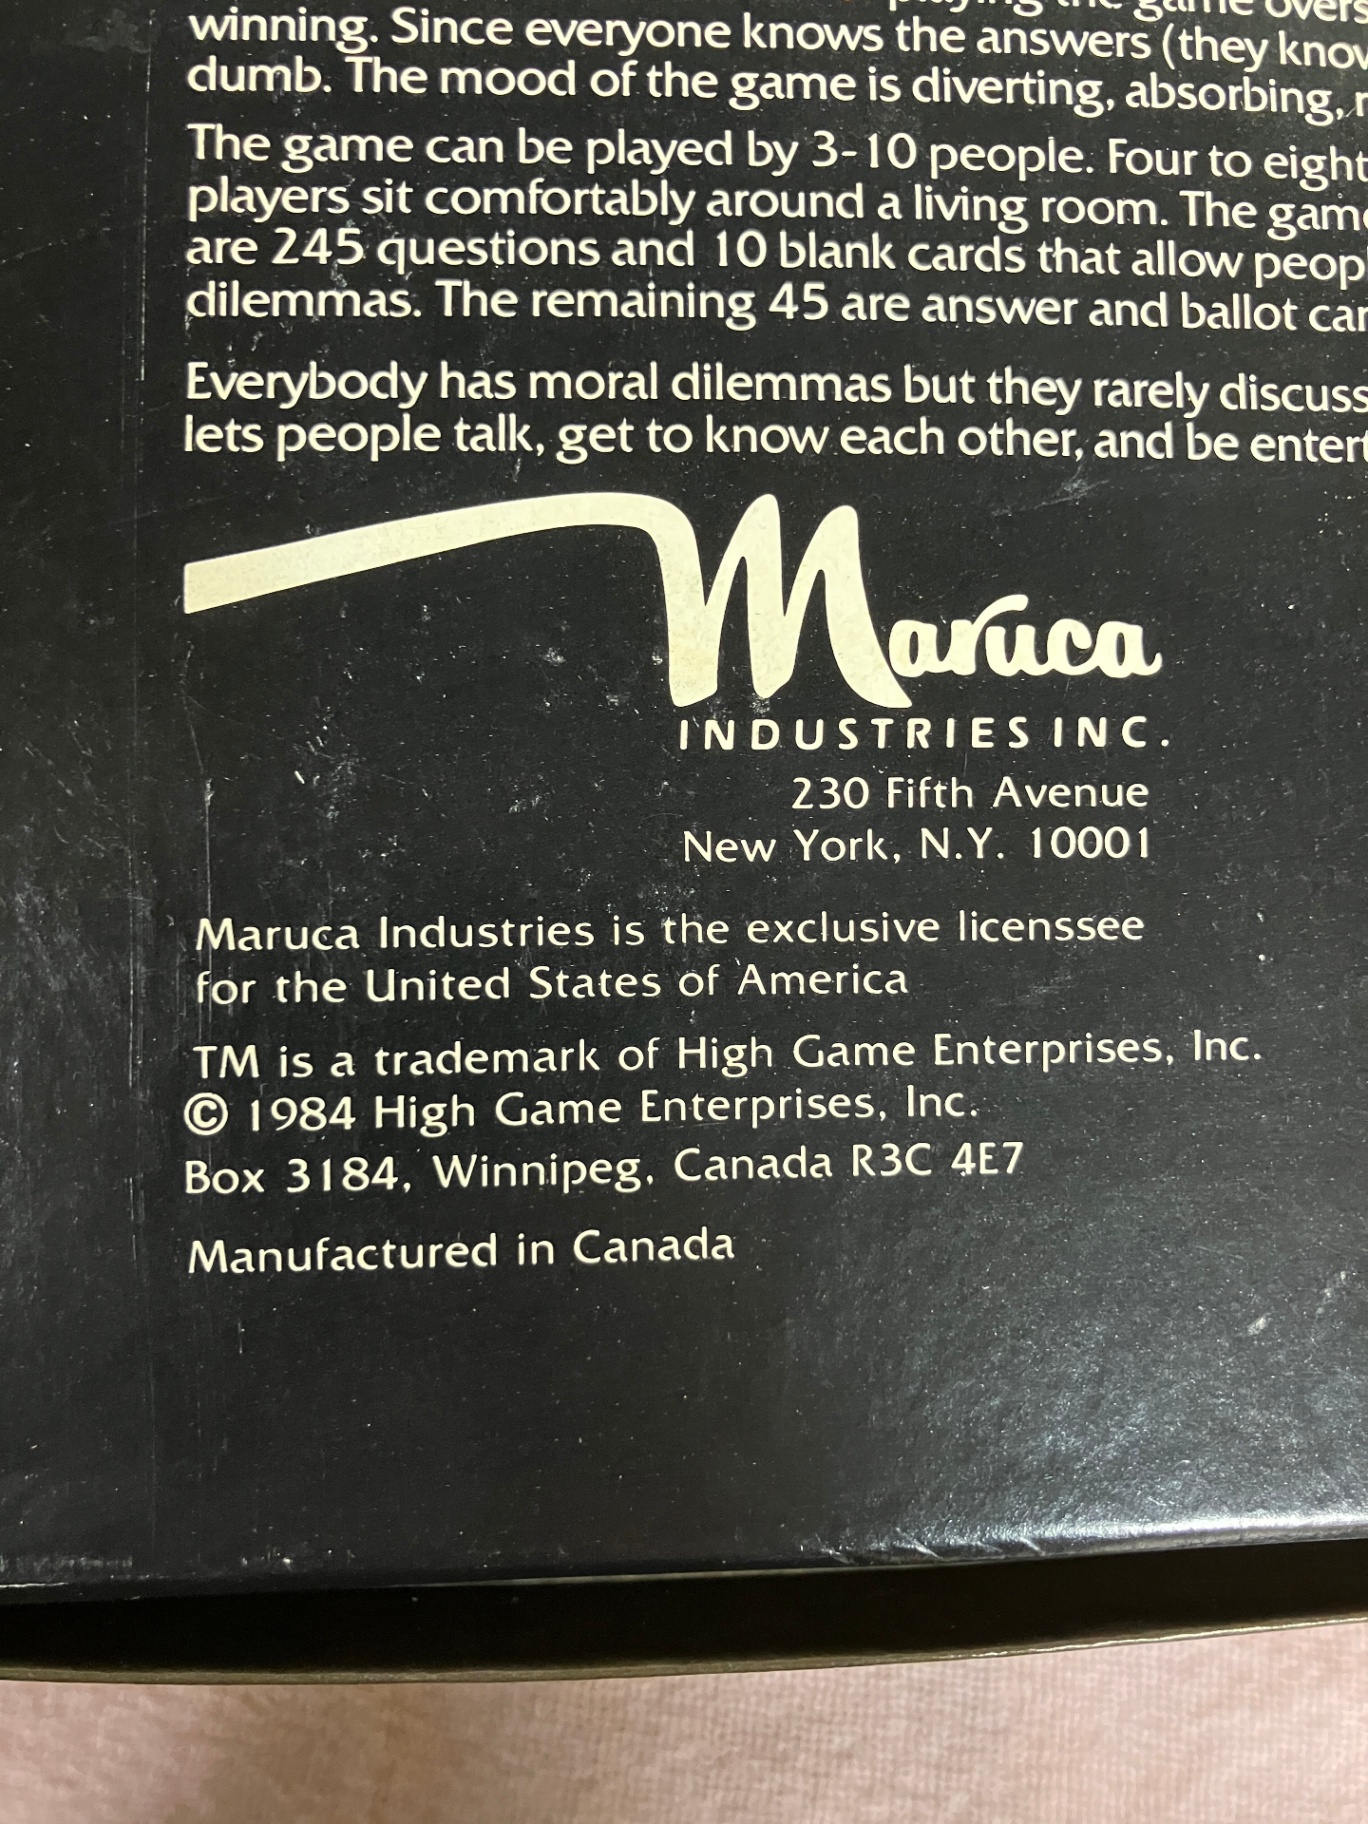 playing the game overs
winning. Since everyone knows the answers (they know
dumb. The mood of the game is diverting, absorbing,
The game can be played by 3-10 people. Four to eight
players sit comfortably around a living room. The game
are 245 questions and 10 blank cards that allow peopl
dilemmas. The remaining 45 are answer and ballot car
Everybody has moral dilemmas but they rarely discuss
lets people talk, get to know each other, and be entert
Maruca
INDUSTRIES INC.
230 Fifth Avenue
New York, N.Y. 10001
Maruca Industries is the exclusive licenssee
for the United States of America
TM is a trademark of High Game Enterprises, Inc.
© 1984 High Game Enterprises, Inc.
Box 3184, Winnipeg, Canada R3C 4E7
Manufactured in Canada